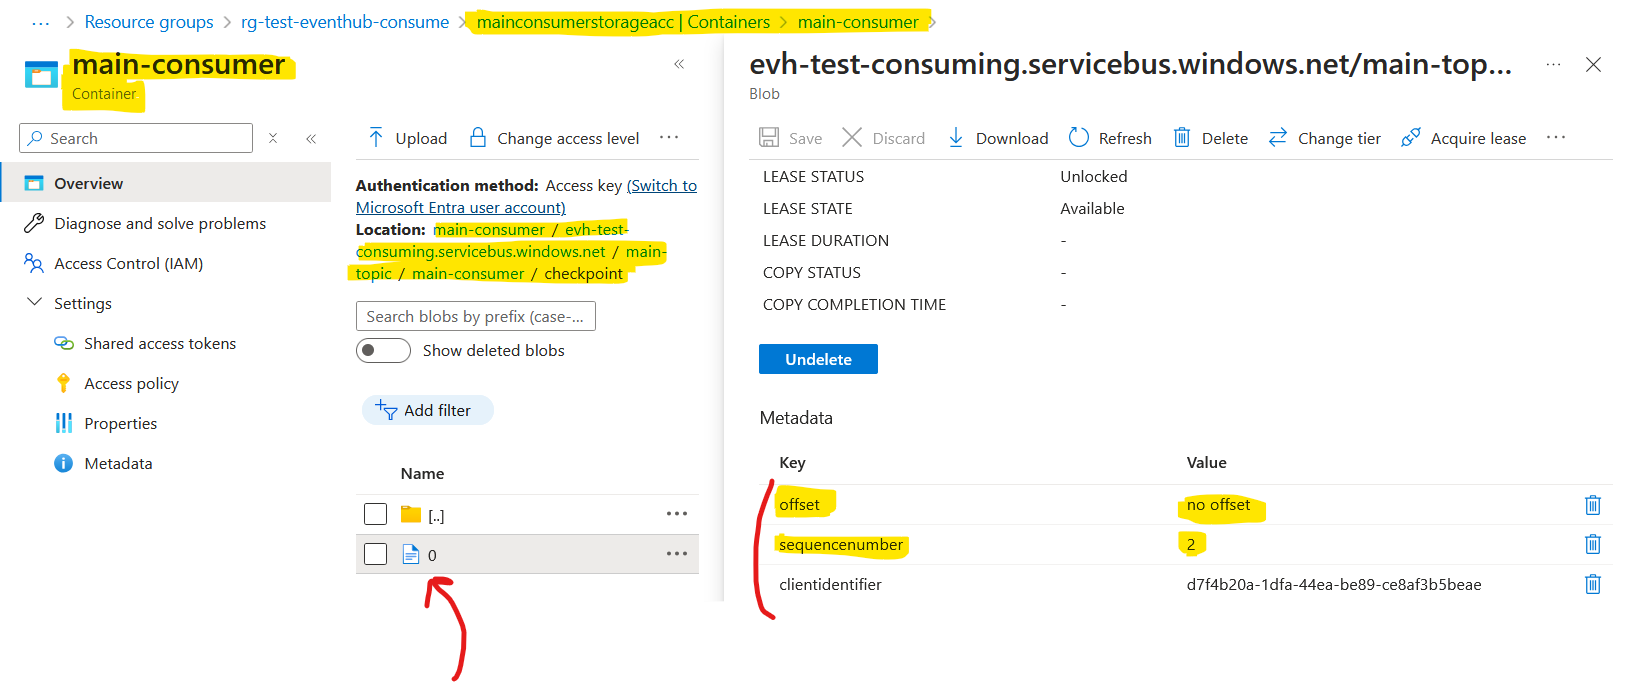 ... > Resource groups > rg-test-eventhub-consume > mainconsumerstorageacc | Containers > main-consumer >
main-consumer
Container
Search
Overview
Diagnose and solve problems
Access Control (IAM)
Settings
Shared access tokens
Access policy
Properties
Metadata
Upload
Change access level
...
Authentication method: Access key (Switch to
Microsoft Entra user account)
Location: main-consumer / evh-test-
consuming.servicebus.windows.net / main-
topic / main-consumer / checkpoint
Search blobs by prefix (case-...
Show deleted blobs
Add filter
Name
[..] ...
0 ...
evh-test-consuming.servicebus.windows.net/main-top... ...
Blob
Save Discard Download Refresh Delete Change tier Acquire lease ...
LEASE STATUS Unlocked
LEASE STATE Available
LEASE DURATION -
COPY STATUS -
COPY COMPLETION TIME -
Undelete
Metadata
Key Value
offset no offset
sequencenumber 2
clientidentifier d7f4b20a-1dfa-44ea-be89-ce8af3b5beae